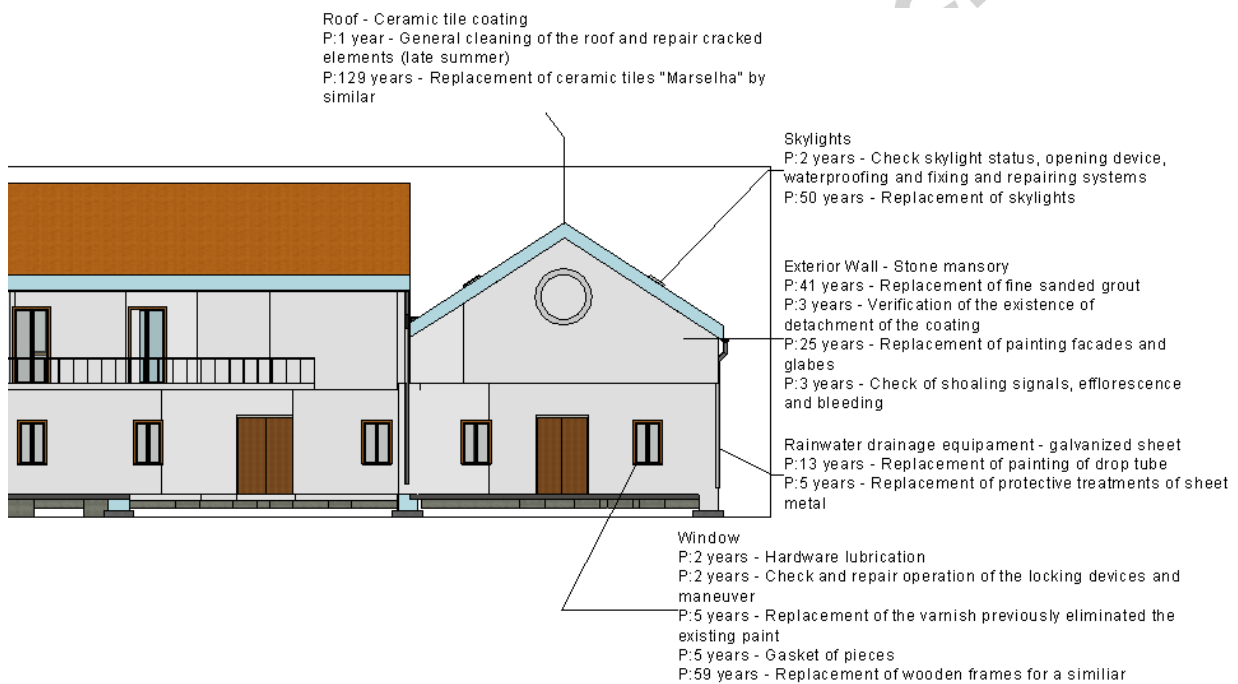 Roof - Ceramic tile coating
P:1 year - General cleaning of the roof and repair cracked
elements (late summer)
P:129 years - Replacement of ceramic tiles "Marselha" by
similar
Skylights
P:2 years - Check skylight status, opening device,
waterproofing and fixing and repairing systems
P:50 years - Replacement of skylights
Exterior Wall - Stone mansory
P:41 years - Replacement of fine sanded grout
P:3 years - Verification of the existence of
detachment of the coating
P:25 years - Replacement of painting facades and
glabes
P:3 years - Check of shoaling signals, efflorescence
and bleeding
Rainwater drainage equipament - galvanized sheet
P:13 years - Replacement of painting of drop tube
P:5 years - Replacement of protective treatments of sheet
metal
Window
P:2 years - Hardware lubrication
P:2 years - Check and repair operation of the locking devices and
maneuver
P:5 years - Replacement of the varnish previously eliminated the
existing paint
P:5 years - Gasket of pieces
P:59 years - Replacement of wooden frames for a similiar